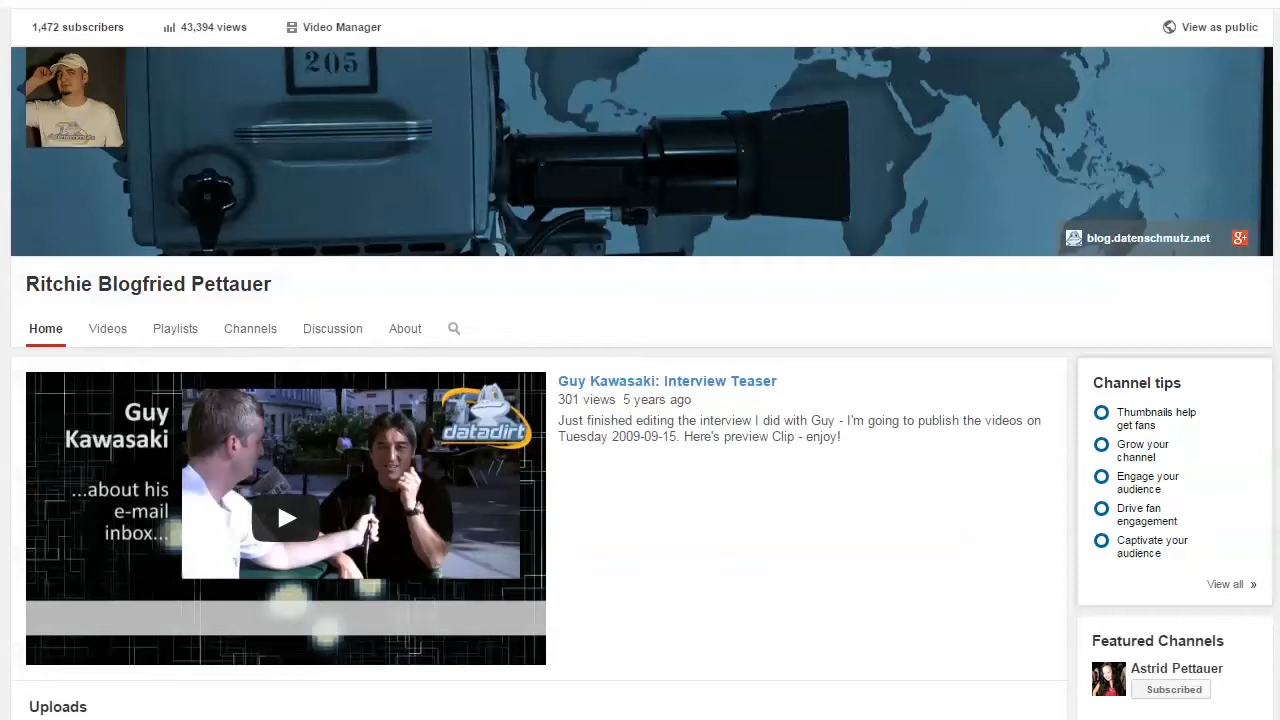 1,472 subscribers
43,394 views
Video Manager
View as public
205
blog.datenschmutz.net
g+
Ritchie Blogfried Pettauer
Home
Videos
Playlists
Channels
Discussion
About
Guy
Kawasaki
...about his
e-mail
inbox...
datadirt
Guy Kawasaki: Interview Teaser
301 views 5 years ago
Just finished editing the interview I did with Guy - I'm going to publish the videos on
Tuesday 2009-09-15. Here's preview Clip - enjoy!
Channel tips
Thumbnails help
get fans
Grow your
channel
Engage your
audience
Drive fan
engagement
Captivate your
audience
View all »
Featured Channels
Astrid Pettauer
Subscribed
Uploads